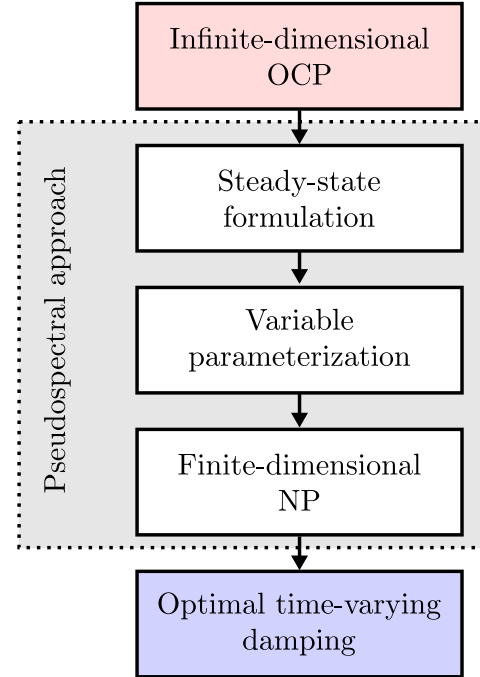 Infinite-dimensional
OCP
Pseudospectral approach
Steady-state
formulation
Variable
parameterization
Finite-dimensional
NP
Optimal time-varying
damping